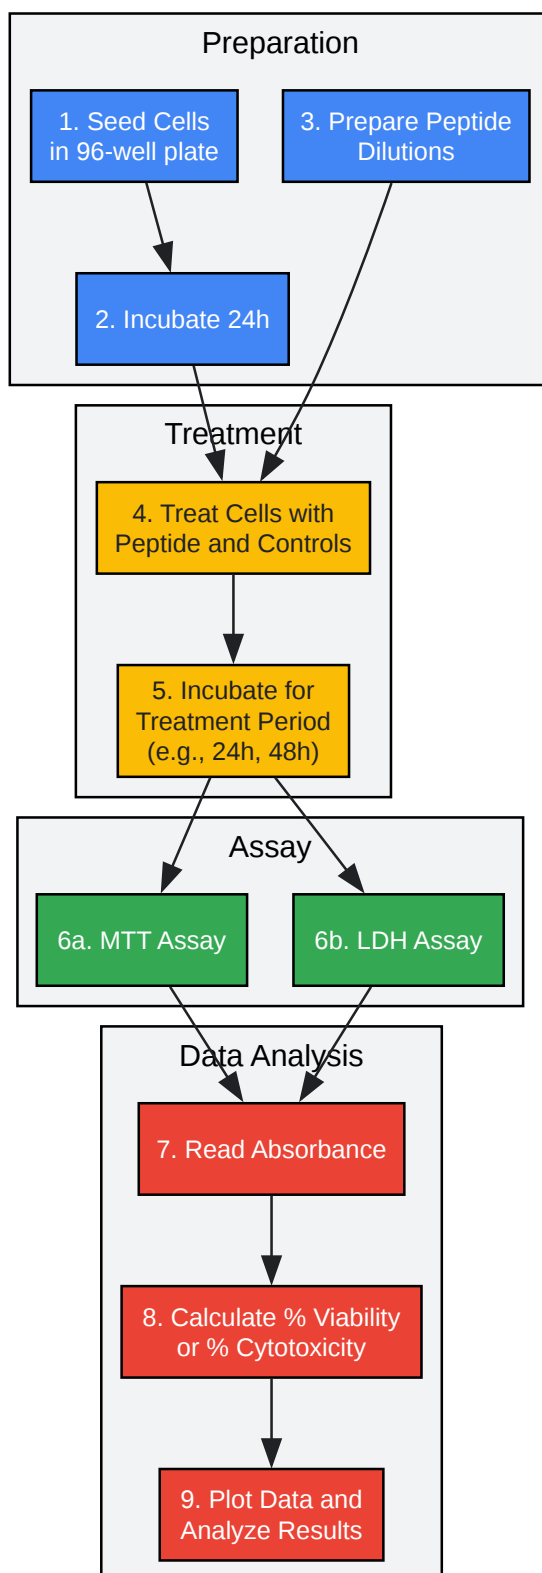 Preparation
1. Seed Cells
in 96-well plate
3. Prepare Peptide
Dilutions
2. Incubate 24h
Treatment
4. Treat Cells with
Peptide and Controls
5. Incubate for
Treatment Period
(e.g., 24h, 48h)
Assay
6a. MTT Assay
6b. LDH Assay
Data Analysis
7. Read Absorbance
8. Calculate % Viability
or % Cytotoxicity
9. Plot Data and
Analyze Results